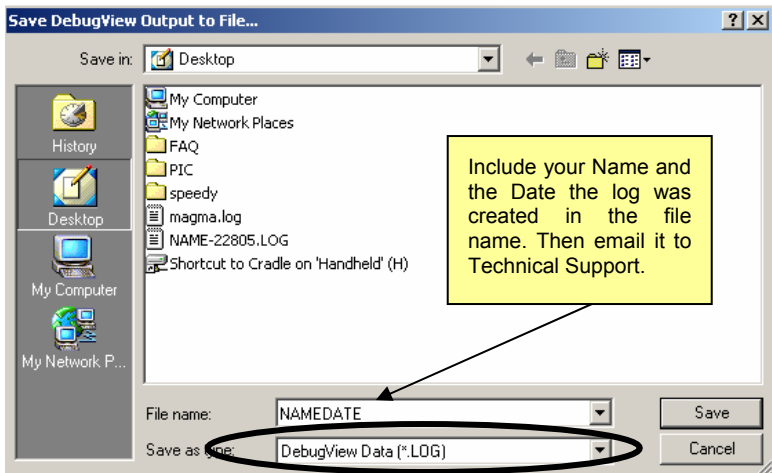 Save DebugView Output to File...
Save in:
Desktop
History
Desktop
My Computer
My Network P...
My Computer
My Network Places
FAQ
PIC
speedy
magma.log
NAME-22805.LOG
Shortcut to Cradle on 'Handheld' (H)
Include your Name and
the Date the log was
created in the file
name. Then email it to
Technical Support.
File name:
NAMEDATE
Save
Save as type:
DebugView Data (*.LOG)
Cancel